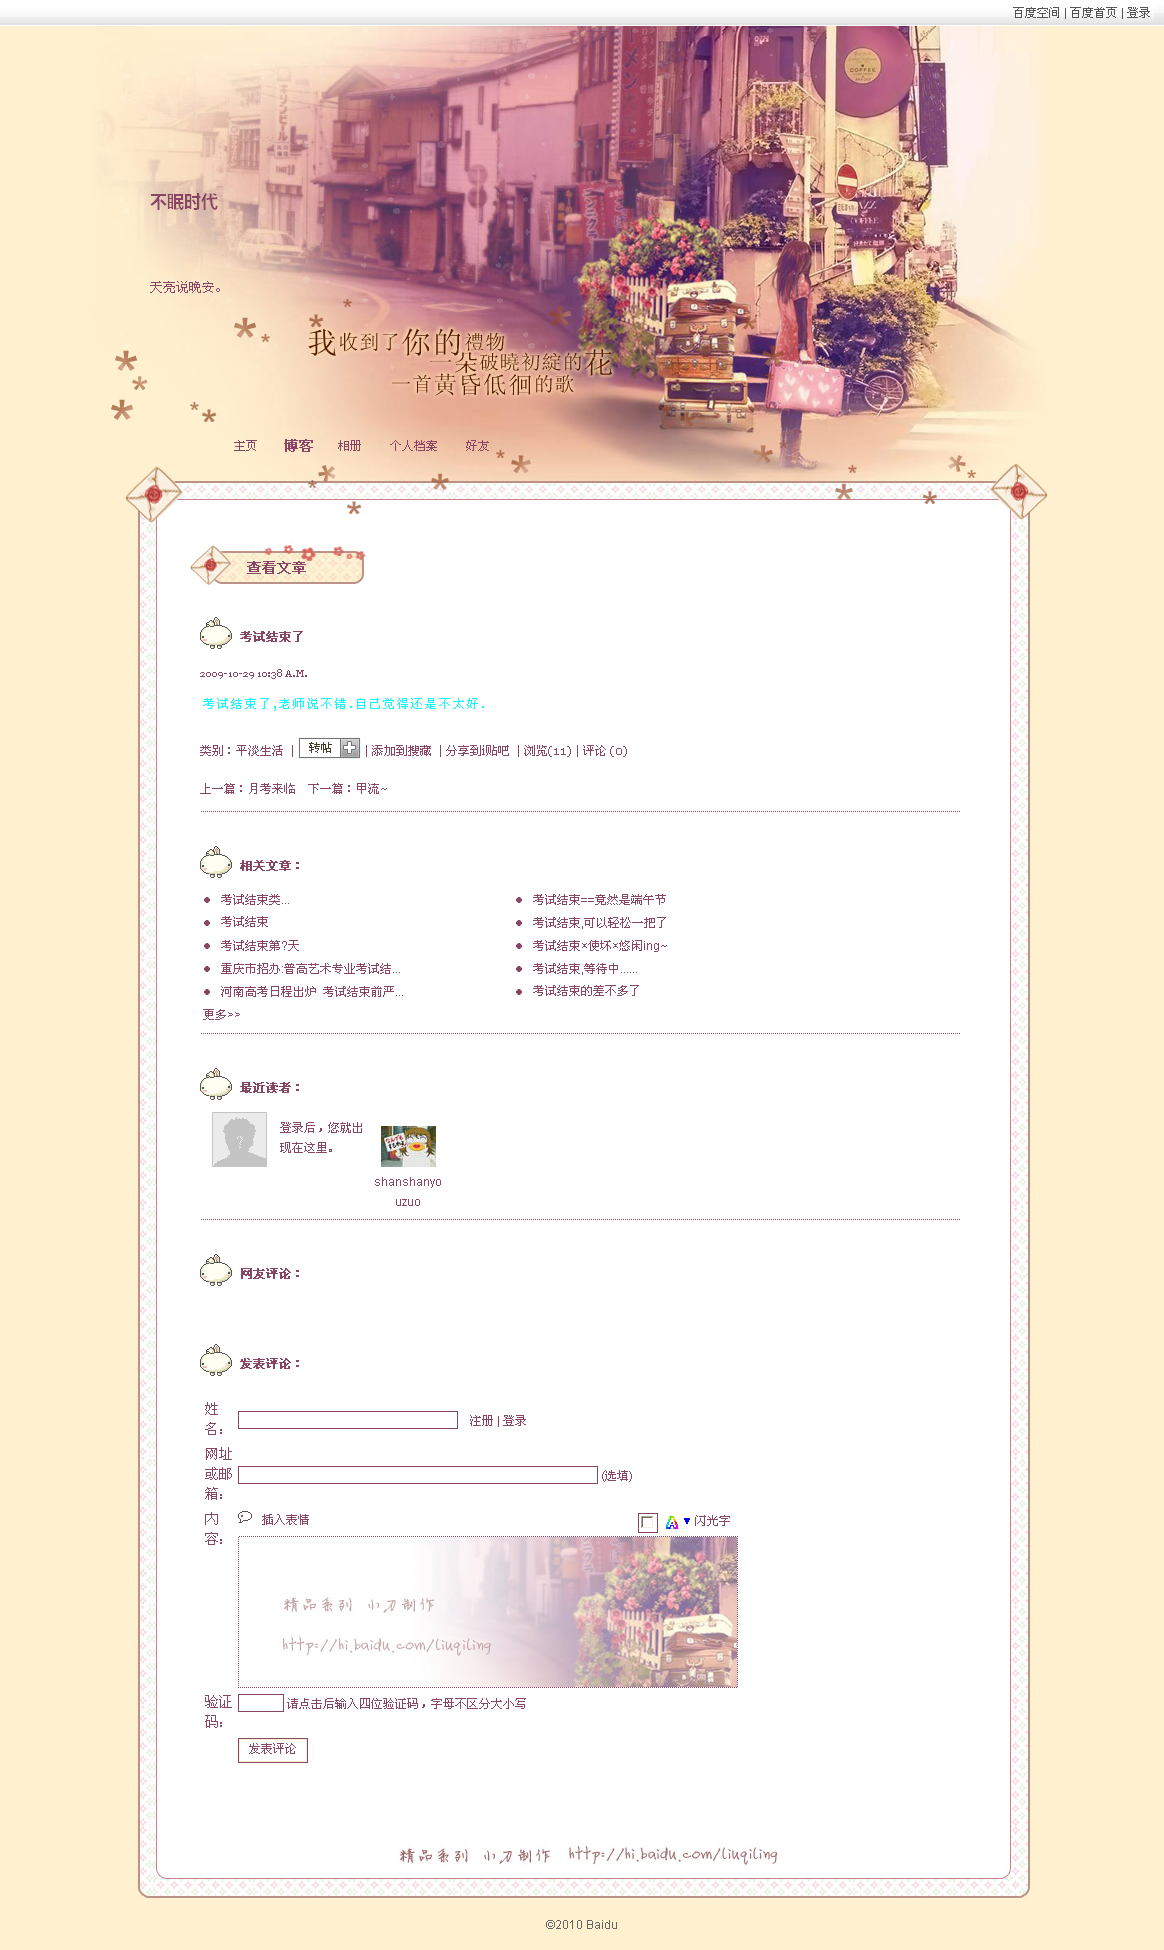 百度空间 | 百度首页 | 登录
COFFEE
不眠时代
天亮说晚安。
我收到了你的禮物
一朵破曉初綻的花
一首黃昏低徊的歌
主页 博客 相册 个人档案 好友
查看文章
考试结束了
2009-10-29 10:38 A.M.
考试结束了,老师说不错.自己觉得还是不太好.
类别：平淡生活 | 转帖 | 添加到搜藏 | 分享到i贴吧 | 浏览(11) | 评论 (0)
上一篇：月考来临 下一篇：甲流~
相关文章：
考试结束类... 考试结束==竟然是端午节
考试结束 考试结束,可以轻松一把了
考试结束第?天 考试结束×使坏×悠闲ing~
重庆市招办:普高艺术专业考试结... 考试结束,等待中......
河南高考日程出炉 考试结束前严... 考试结束的差不多了
更多>>
最近读者：
登录后，您就出
现在这里。
shanshanyo
uzuo
网友评论：
发表评论：
姓
名：
注册 | 登录
网址
或邮
箱：
(选填)
内
容：
插入表情 闪光字
精品系列 小刀制作
http://hi.baidu.com/liuqiling
验证
码：
请点击后输入四位验证码，字母不区分大小写
发表评论
精品系列 小刀制作 http://hi.baidu.com/liuqiling
©2010 Baidu